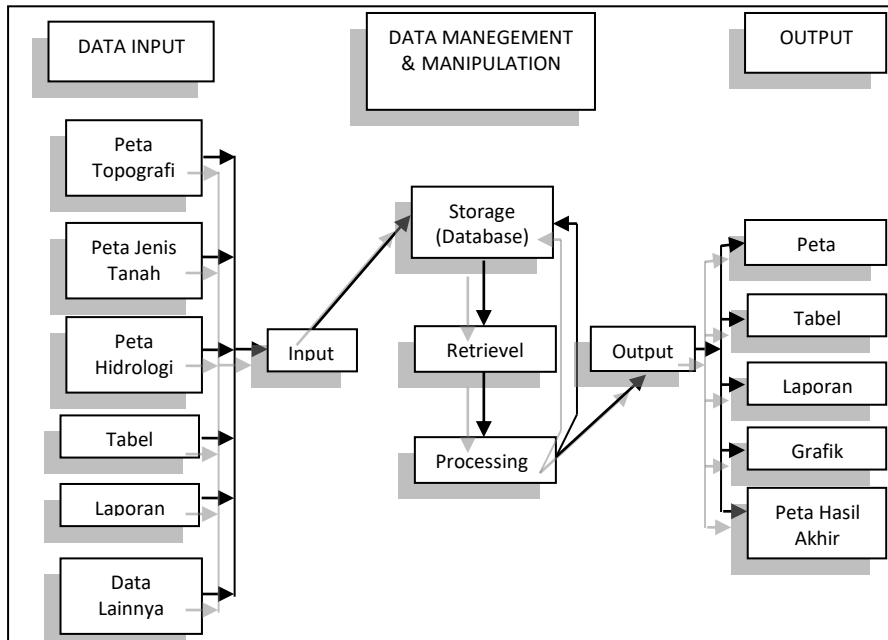 DATA INPUT
DATA MANEGEMENT
& MANIPULATION
OUTPUT
Peta
Topografi
Peta Jenis
Tanah
Peta
Hidrologi
Tabel
Laporan
Data
Lainnya
Input
Storage
(Database)
Retrievel
Processing
Output
Peta
Tabel
Laporan
Grafik
Peta Hasil
Akhir